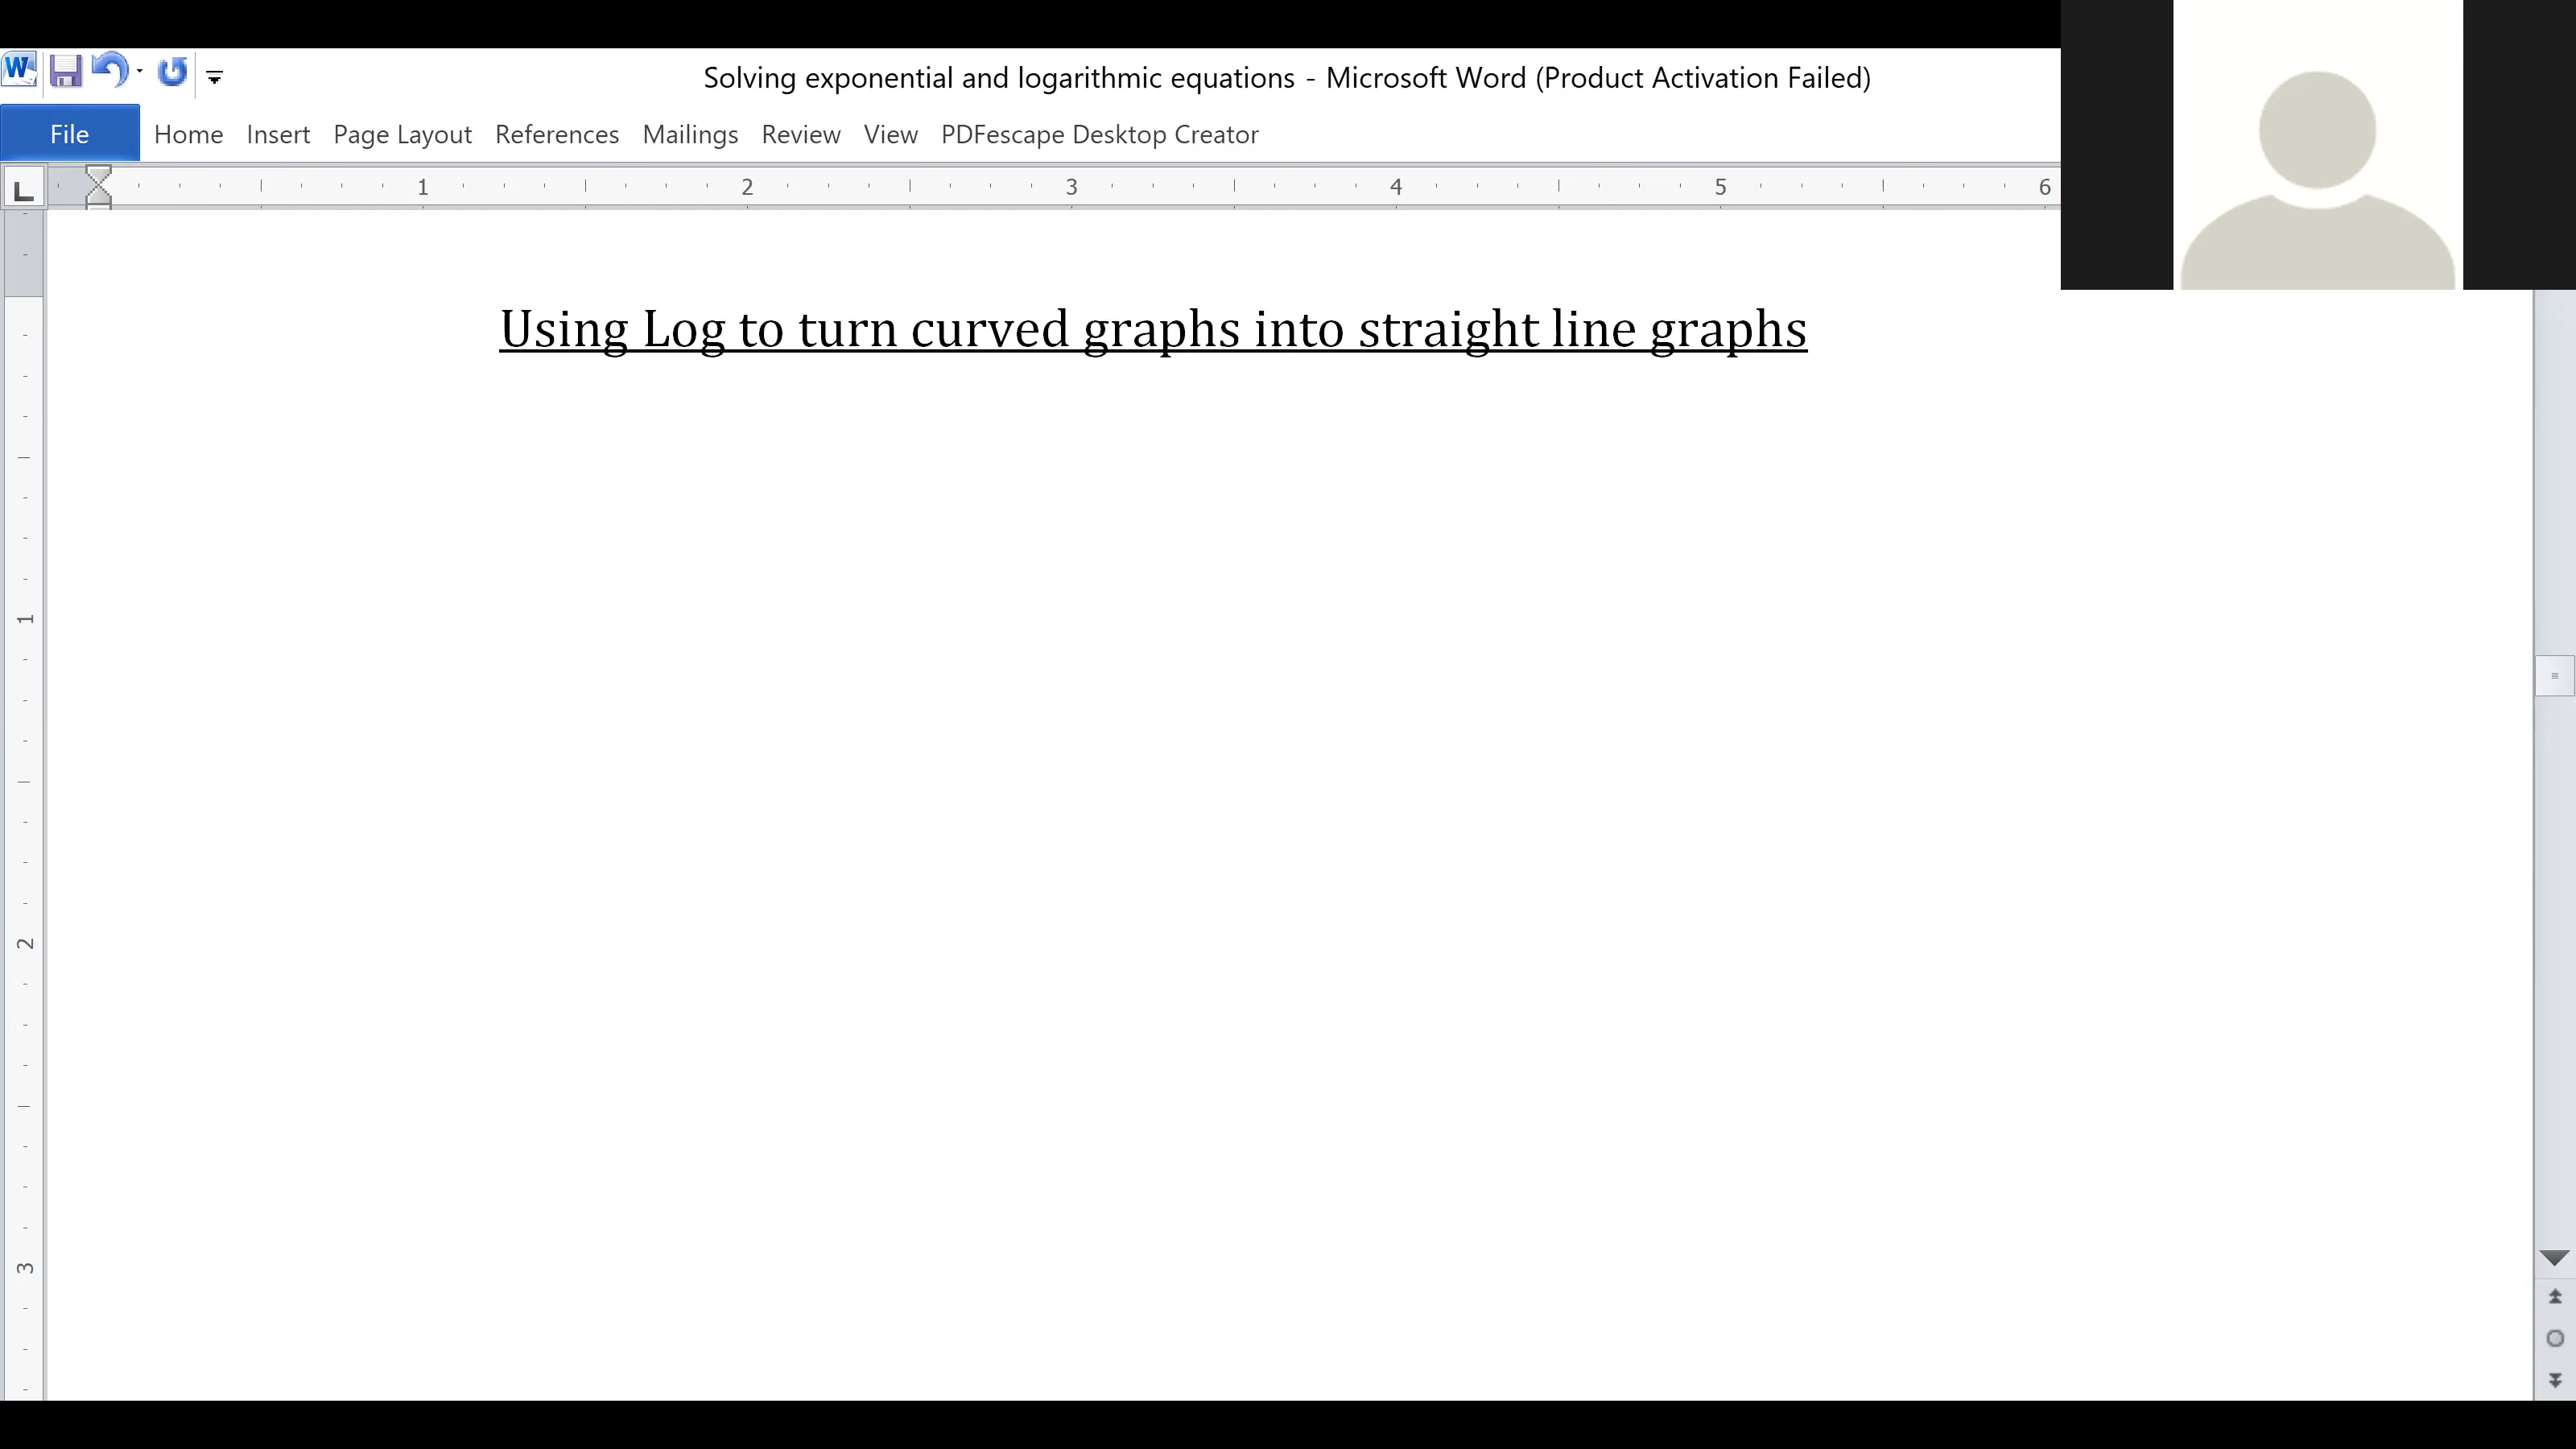 Solving exponential and logarithmic equations - Microsoft Word (Product Activation Failed)
File Home Insert Page Layout References Mailings Review View PDFescape Desktop Creator
L 1 2 3 4 5 6
Using Log to turn curved graphs into straight line graphs
1
2
3